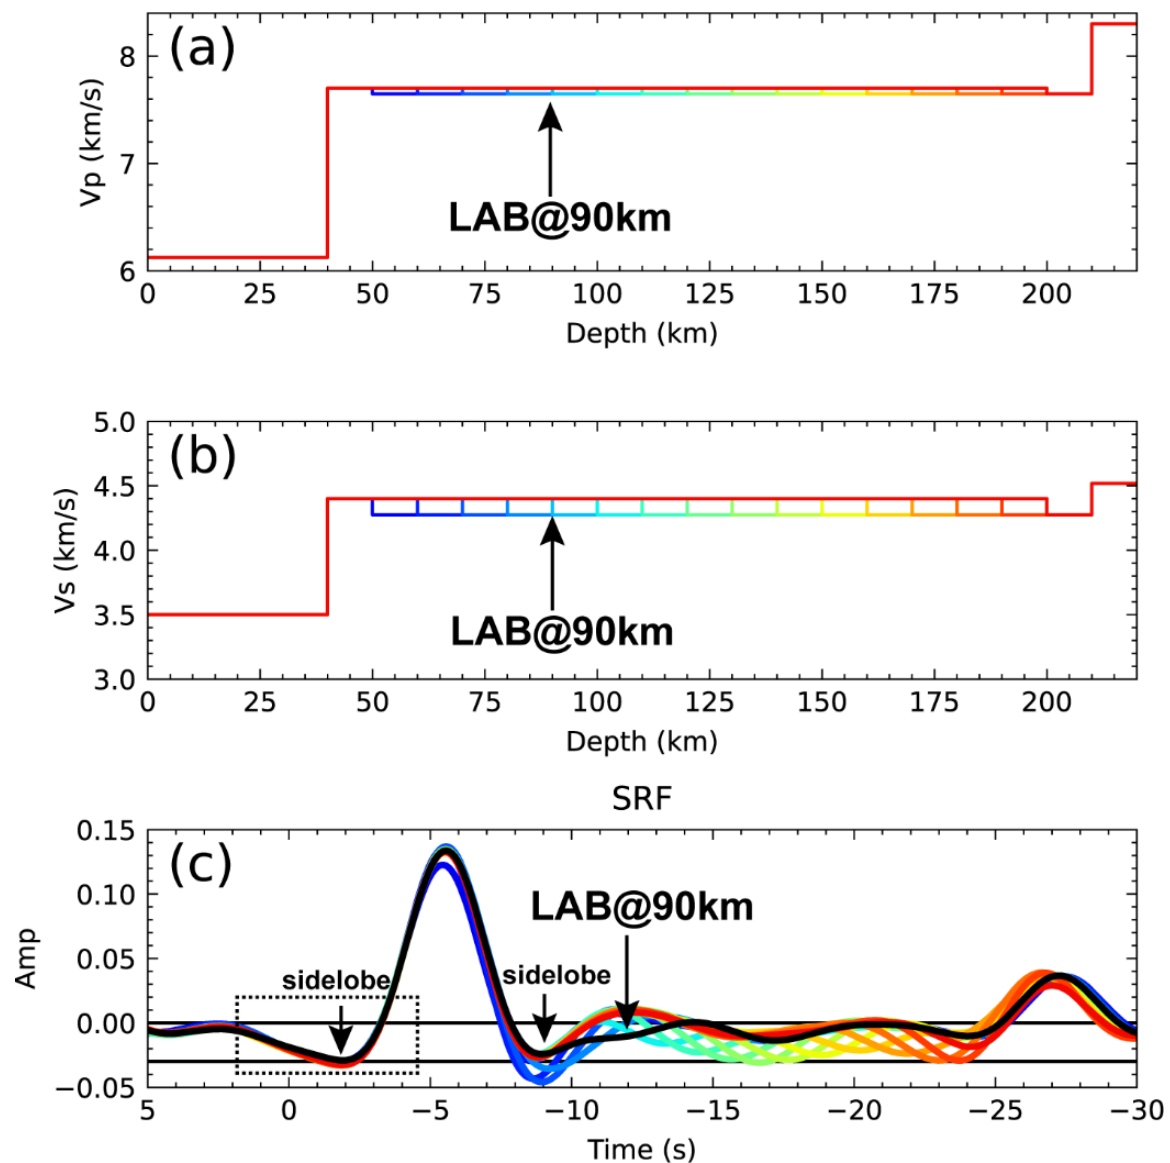 (a)
Vp (km/s)
8
7
6
LAB@90km
0 25 50 75 100 125 150 175 200
Depth (km)
(b)
Vs (km/s)
5.0
4.5
4.0
3.5
3.0
LAB@90km
0 25 50 75 100 125 150 175 200
Depth (km)
SRF
(c)
Amp
0.15
0.10
0.05
0.00
−0.05
LAB@90km
sidelobe
sidelobe
5 0 −5 −10 −15 −20 −25 −30
Time (s)